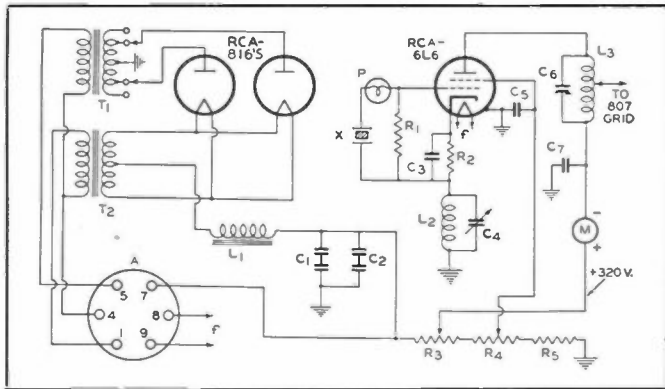 RCA-
816'S
RCA-
6L6
T1
T2
P
X
R1
C3
R2
C5
f
L2
C4
L3
C6
TO
807
GRID
C7
M
-
+
+320 V.
L1
C1
C2
A
5
7
4
8
1
9
f
R3
R4
R5